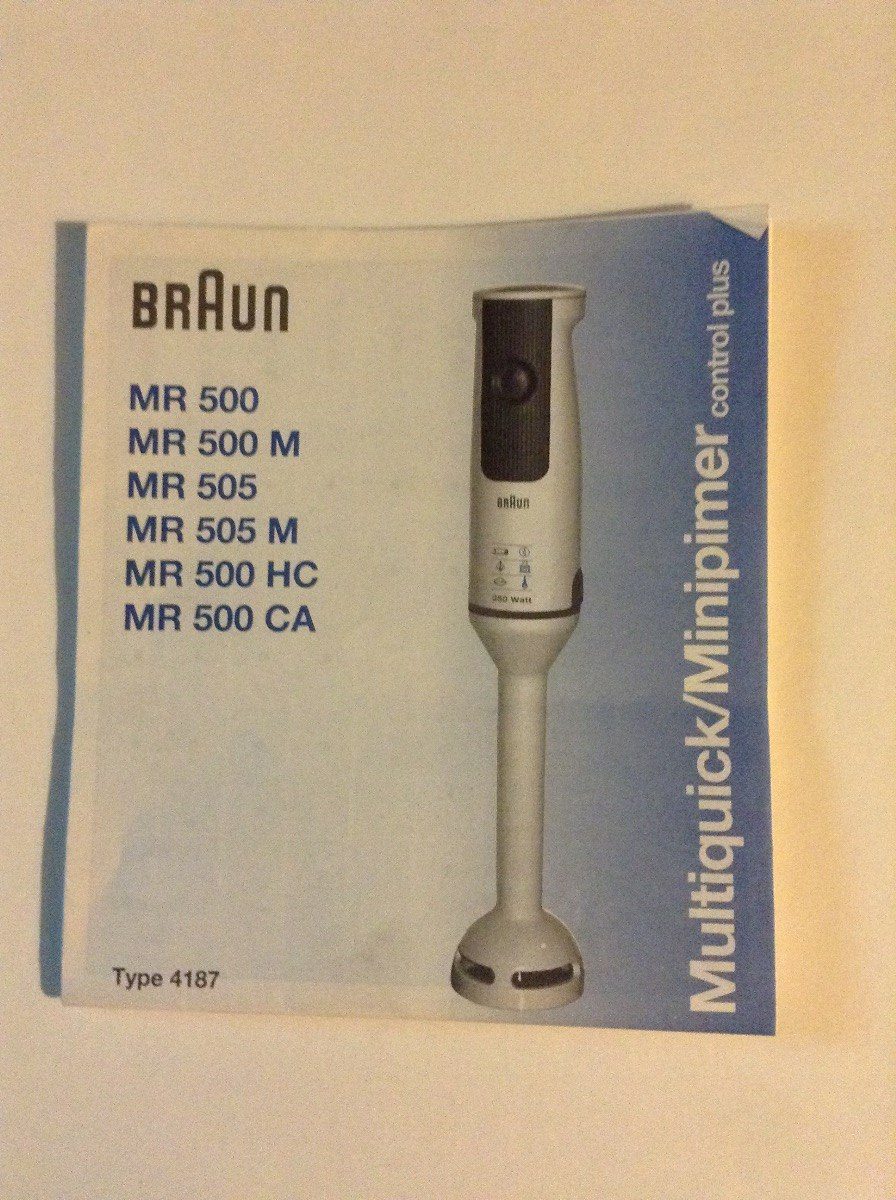 BRAUN
MR 500
MR 500 M
MR 505
MR 505 M
MR 500 HC
MR 500 CA
Type 4187
BRAUN
Watt
Multiquick/Minipimer control plus